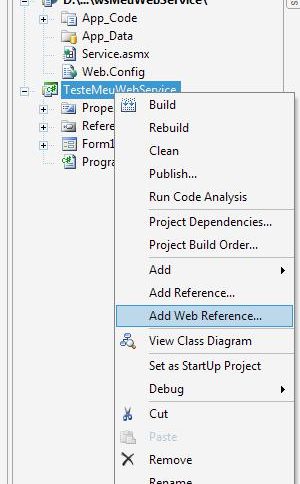 D:\...\wsMeuWebService\
App_Code
App_Data
Service.asmx
Web.Config
TesteMeuWebService
Prope
Refere
Form1
Progra
Build
Rebuild
Clean
Publish...
Run Code Analysis
Project Dependencies...
Project Build Order...
Add
Add Reference...
Add Web Reference...
View Class Diagram
Set as StartUp Project
Debug
Cut
Paste
Remove
Rename